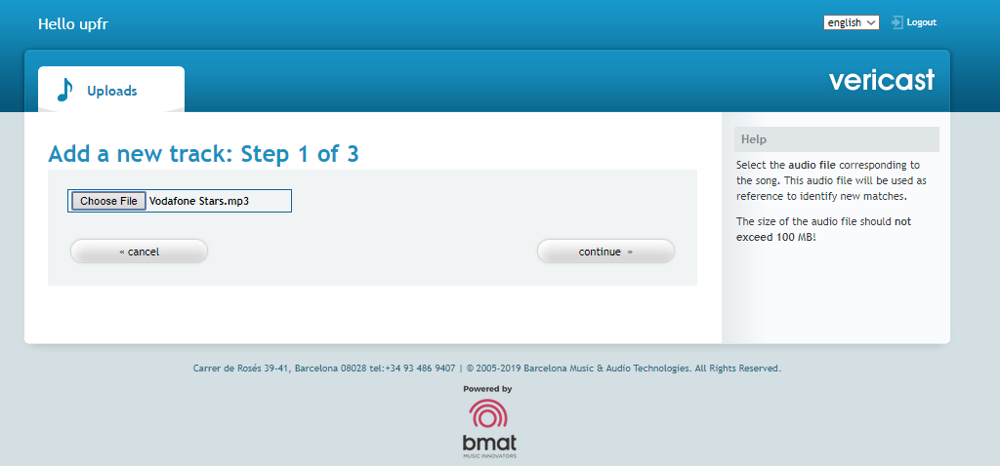 Hello upfr
english
Logout
Uploads
vericast
Add a new track: Step 1 of 3
Choose File Vodafone Stars.mp3
« cancel
continue »
Help
Select the audio file corresponding to
the song. This audio file will be used as
reference to identify new matches.
The size of the audio file should not
exceed 100 MB!
Carrer de Rosés 39-41, Barcelona 08028 tel:+34 93 486 9407 | © 2005-2019 Barcelona Music & Audio Technologies. All Rights Reserved.
Powered by
bmat
MUSIC INNOVATORS